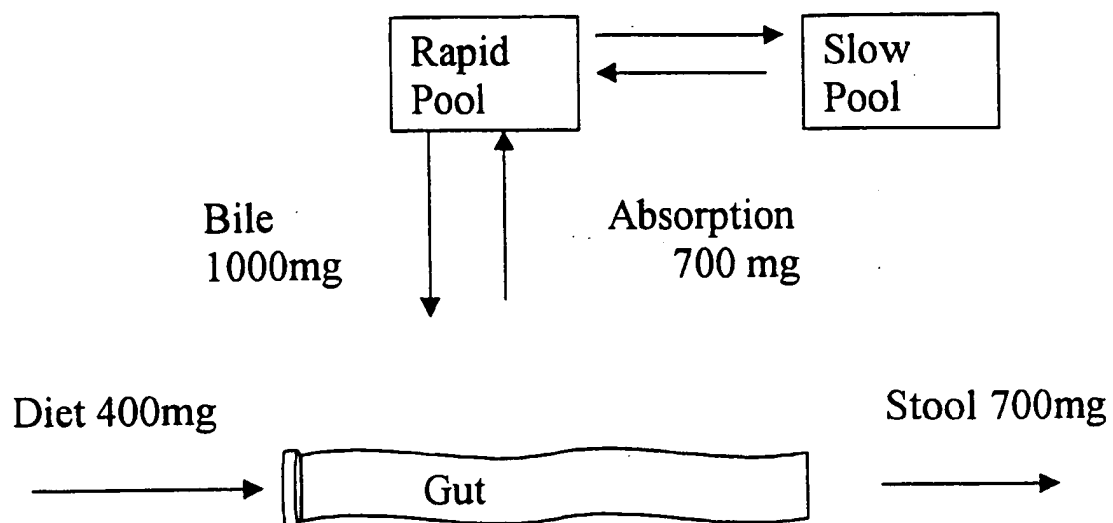 Rapid
Pool
Slow
Pool
Bile
1000mg
Absorption
700 mg
Diet 400mg
Stool 700mg
Gut